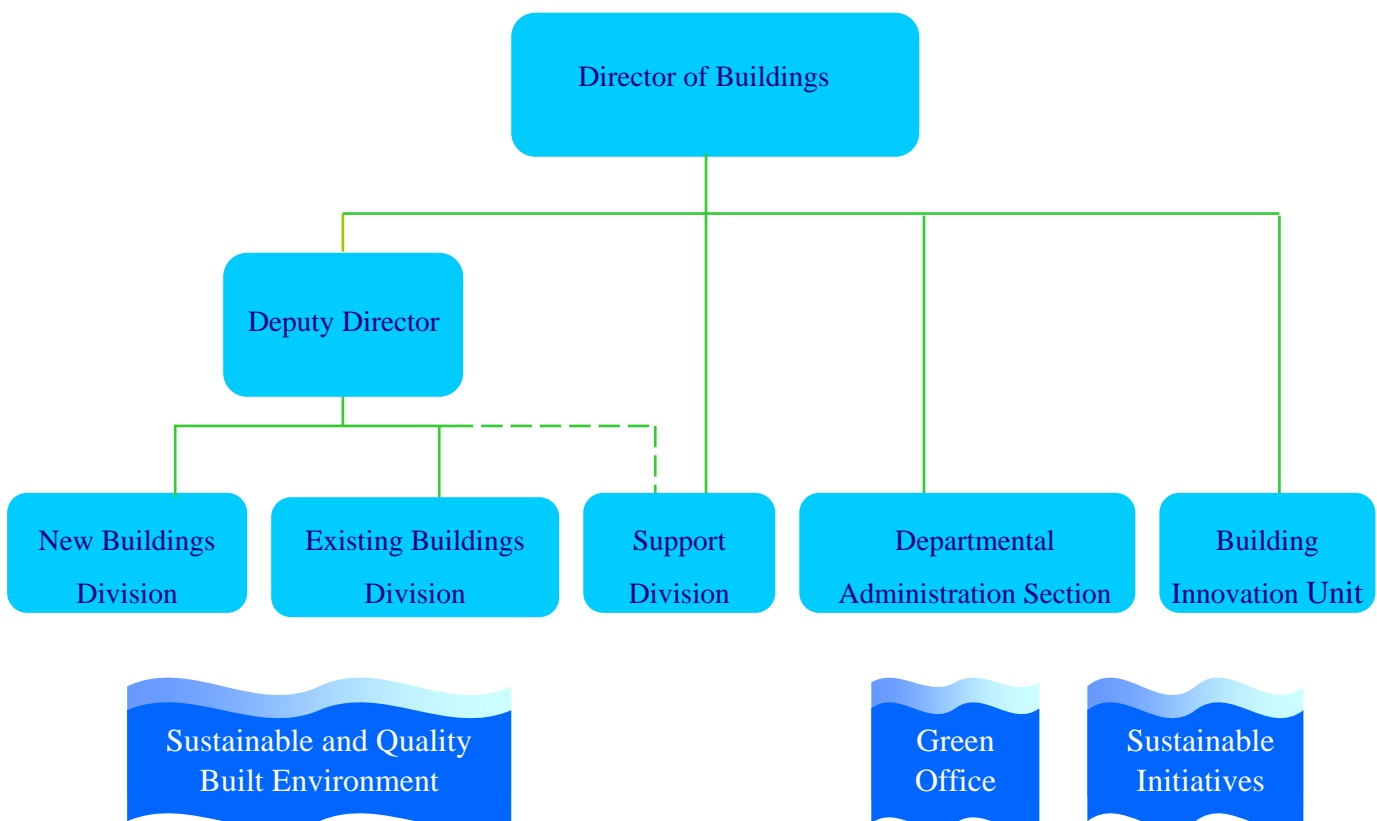 Director of Buildings
Deputy Director
New Buildings
Division
Existing Buildings
Division
Support
Division
Departmental
Administration Section
Building
Innovation Unit
Sustainable and Quality
Built Environment
Green
Office
Sustainable
Initiatives